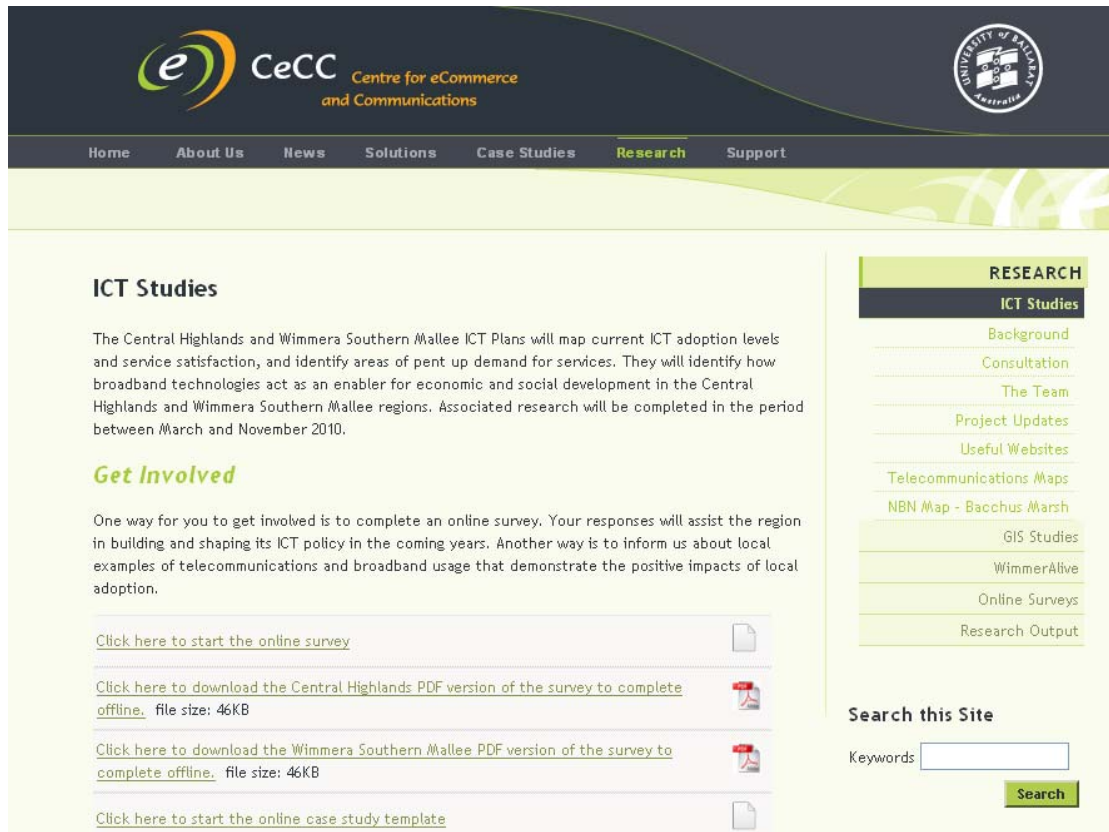 (e)) CeCC Centre for eCommerce
and Communications
UNIVERSITY of BALLARAT
Australia
Home About Us News Solutions Case Studies Research Support
ICT Studies
The Central Highlands and Wimmera Southern Mallee ICT Plans will map current ICT adoption levels
and service satisfaction, and identify areas of pent up demand for services. They will identify how
broadband technologies act as an enabler for economic and social development in the Central
Highlands and Wimmera Southern Mallee regions. Associated research will be completed in the period
between March and November 2010.
Get Involved
One way for you to get involved is to complete an online survey. Your responses will assist the region
in building and shaping its ICT policy in the coming years. Another way is to inform us about local
examples of telecommunications and broadband usage that demonstrate the positive impacts of local
adoption.
Click here to start the online survey
Click here to download the Central Highlands PDF version of the survey to complete
offline. file size: 46KB
PDF
Click here to download the Wimmera Southern Mallee PDF version of the survey to
complete offline. file size: 46KB
PDF
Click here to start the online case study template
RESEARCH
ICT Studies
Background
Consultation
The Team
Project Updates
Useful Websites
Telecommunications Maps
NBN Map - Bacchus Marsh
GIS Studies
WimmerAlive
Online Surveys
Research Output
Search this Site
Keywords
Search